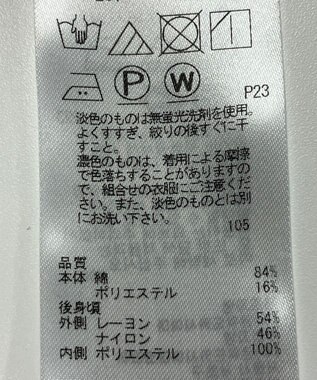 P
W
P23
淡色のものは無蛍光洗剤を使用。
よくすすぎ、絞りの後すぐに干
すこと。
濃色のものは、着用による摩擦
で色落ちすることがありますの
で、組合せの衣服にご注意くだ
さい。また、淡色のものとは別
にお洗い下さい。
105
品質
本体 綿 84%
ポリエステル 16%
後身頃
外側 レーヨン 54%
ナイロン 46%
内側 ポリエステル 100%